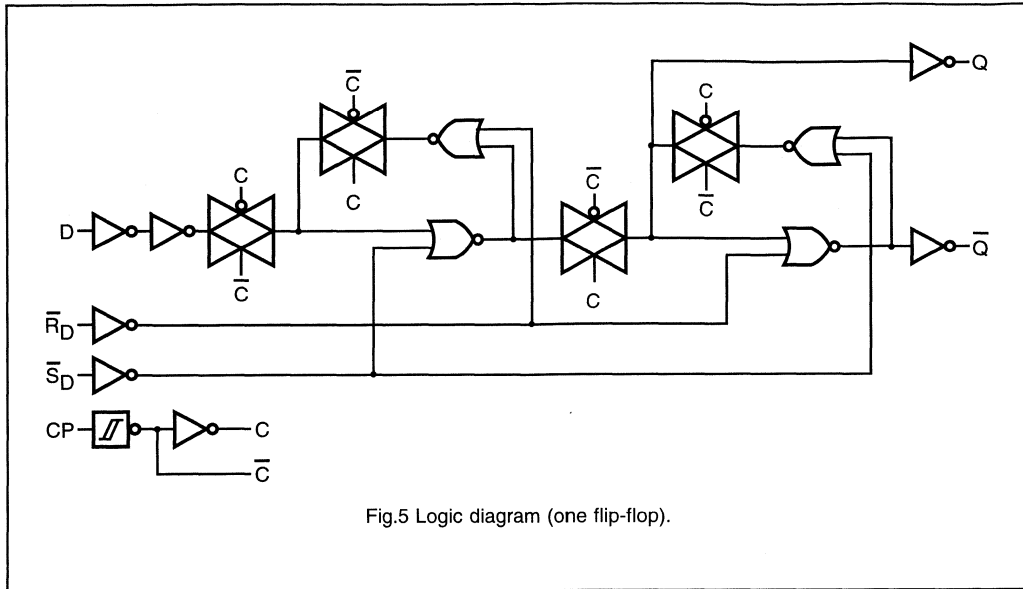 Q
C̅
C
C
C̅
C
D
C̅
C̅
Q̅
C
R̅D
S̅D
CP
C
C̅
Fig.5 Logic diagram (one flip-flop).